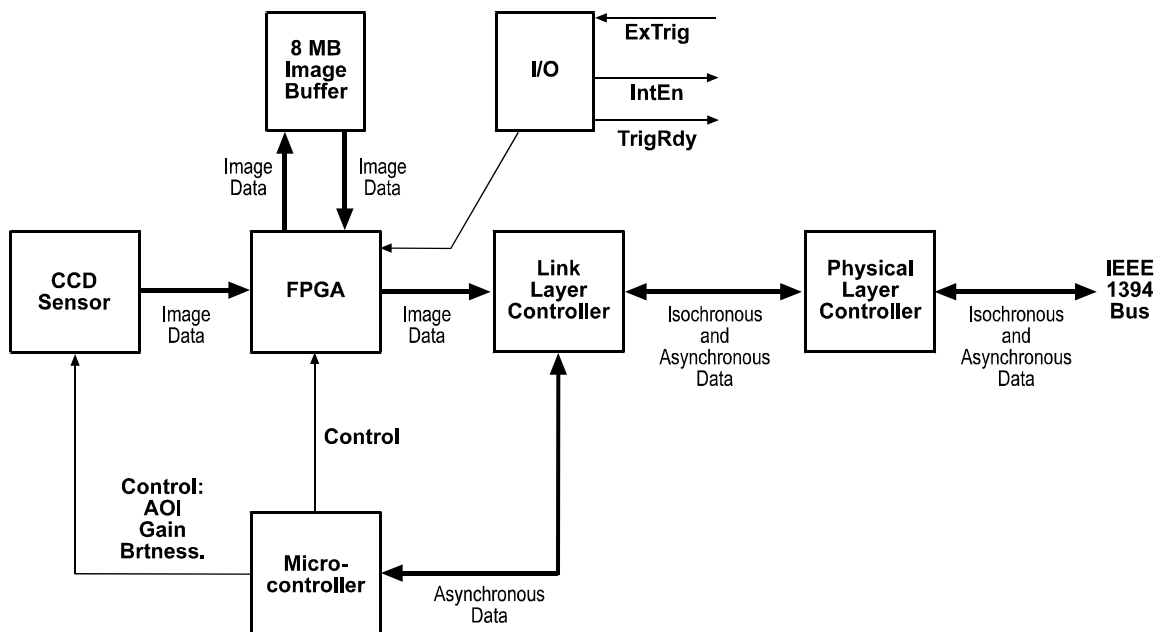 8 MB
Image
Buffer
I/O
ExTrig
IntEn
TrigRdy
Image
Data
Image
Data
CCD
Sensor
Image
Data
FPGA
Image
Data
Link
Layer
Controller
Isochronous
and
Asynchronous
Data
Physical
Layer
Controller
Isochronous
and
Asynchronous
Data
IEEE
1394
Bus
Control
Control:
AOI
Gain
Brtness.
Micro-
controller
Asynchronous
Data